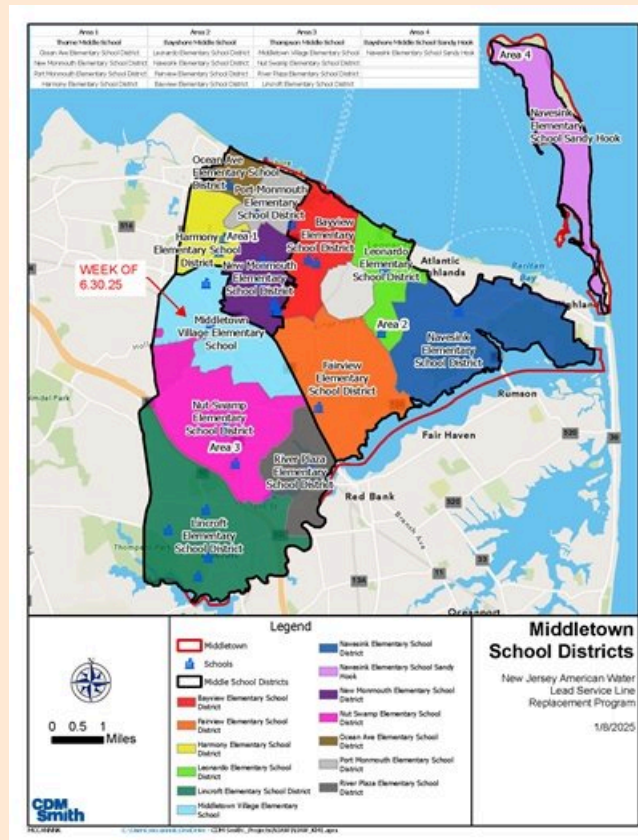 Area 1 Area 2 Area 3 Area 4
Thorne Middle School Bayshore Middle School Thompson Middle School Bayshore Middle School Sandy Hook
Ocean Ave Elementary School District Leonardo Elementary School District Middletown Village Elementary School Navesink Elementary School Sandy Hook
New Monmouth Elementary School District Navesink Elementary School District Nut Swamp Elementary School District
Port Monmouth Elementary School District Fairview Elementary School District River Plaza Elementary School District
Harmony Elementary School District Bayview Elementary School District Lincroft Elementary School District
Area 4
Navesink
Elementary
School Sandy Hook
Ocean Ave
Elementary School
District
Port Monmouth
Elementary
School District
Bayview
Elementary
School District
Harmony
Elementary School
District
Area 1
New Monmouth
Elementary
School District
Leonardo
Elementary
School District
Atlantic
Highlands
Raritan
Bay
WEEK OF
6.30.25
Middletown
Village Elementary
School
Area 2
Navesink
Elementary
School District
Fairview
Elementary
School District
Nut Swamp
Elementary
School District
Area 3
River Plaza
Elementary
School District
Rumson
Fair Haven
Red Bank
Branch Ave
Lincroft
Elementary
School District
Oceanport
Legend
Middletown
Schools
Middle School Districts
Bayview Elementary School
District
Fairview Elementary School
District
Harmony Elementary School
District
Leonardo Elementary School
District
Lincroft Elementary School District
Middletown Village Elementary
School
Navesink Elementary School
District
Navesink Elementary School Sandy
Hook
New Monmouth Elementary School
District
Nut Swamp Elementary School
District
Ocean Ave Elementary School
District
Port Monmouth Elementary School
District
River Plaza Elementary School
District
Middletown
School Districts
New Jersey American Water
Lead Service Line
Replacement Program
1/8/2025
0 0.5 1
Miles
CDM
Smith